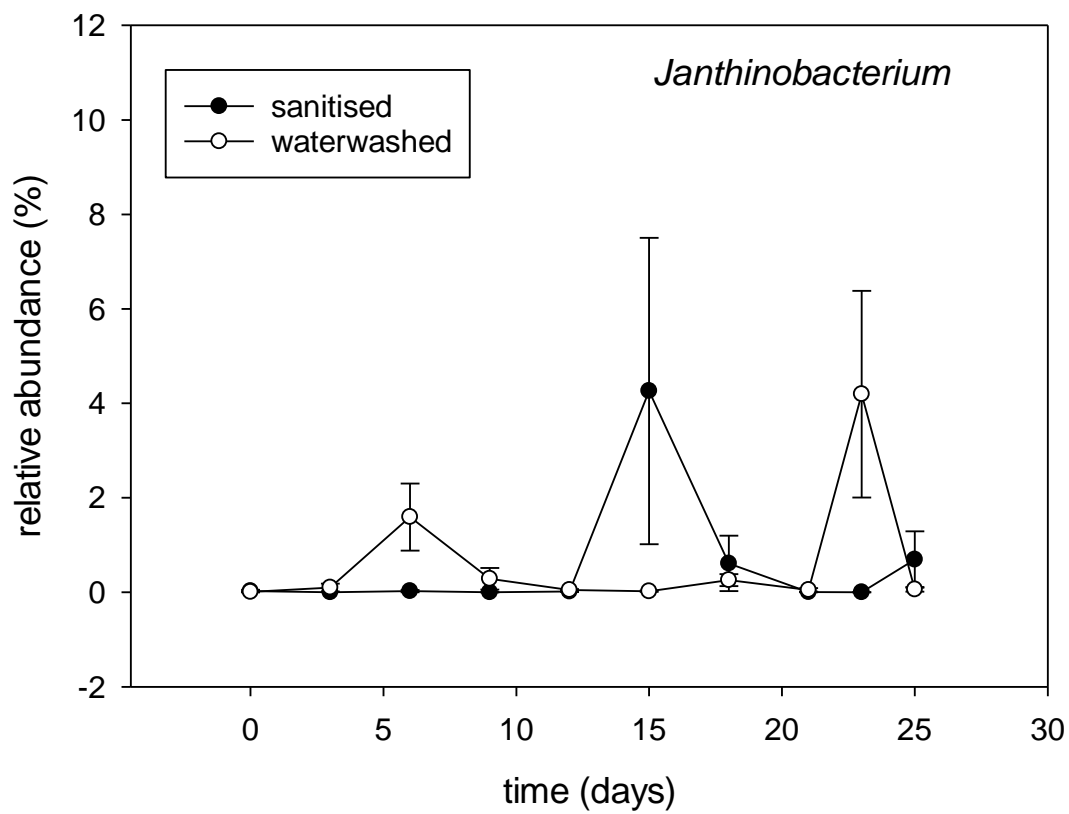 12
Janthinobacterium
sanitised
waterwashed
10
8
6
4
2
0
-2
relative abundance (%)
0 5 10 15 20 25 30
time (days)